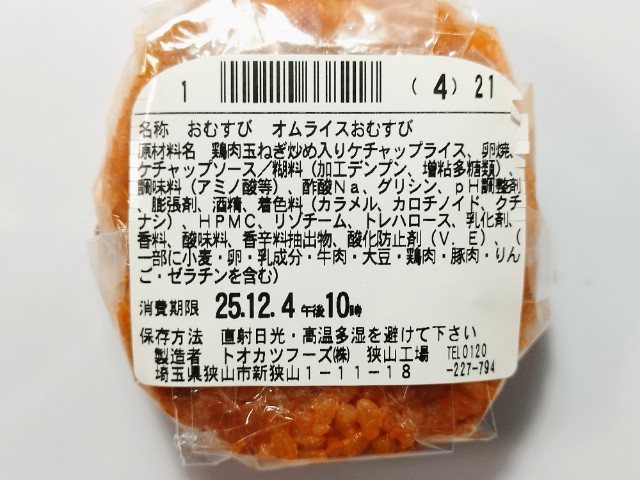 1 (4) 21
名称 おむすび オムライスおむすび
原材料名 鶏肉玉ねぎ炒め入りケチャップライス、卵焼、
ケチャップソース／糊料（加工デンプン、増粘多糖類）、
調味料（アミノ酸等）、酢酸Na、グリシン、pH調整剤
、膨張剤、酒精、着色料（カラメル、カロチノイド、クチ
ナシ）、HPMC、リゾチーム、トレハロース、乳化剤、
香料、酸味料、香辛料抽出物、酸化防止剤（V．E）、（
一部に小麦・卵・乳成分・牛肉・大豆・鶏肉・豚肉・りん
ご・ゼラチンを含む）
消費期限 25.12.4 午後10時
保存方法 直射日光・高温多湿を避けて下さい
製造者 トオカツフーズ㈱ 狭山工場 TEL0120
埼玉県狭山市新狭山1－11－18 -227-794